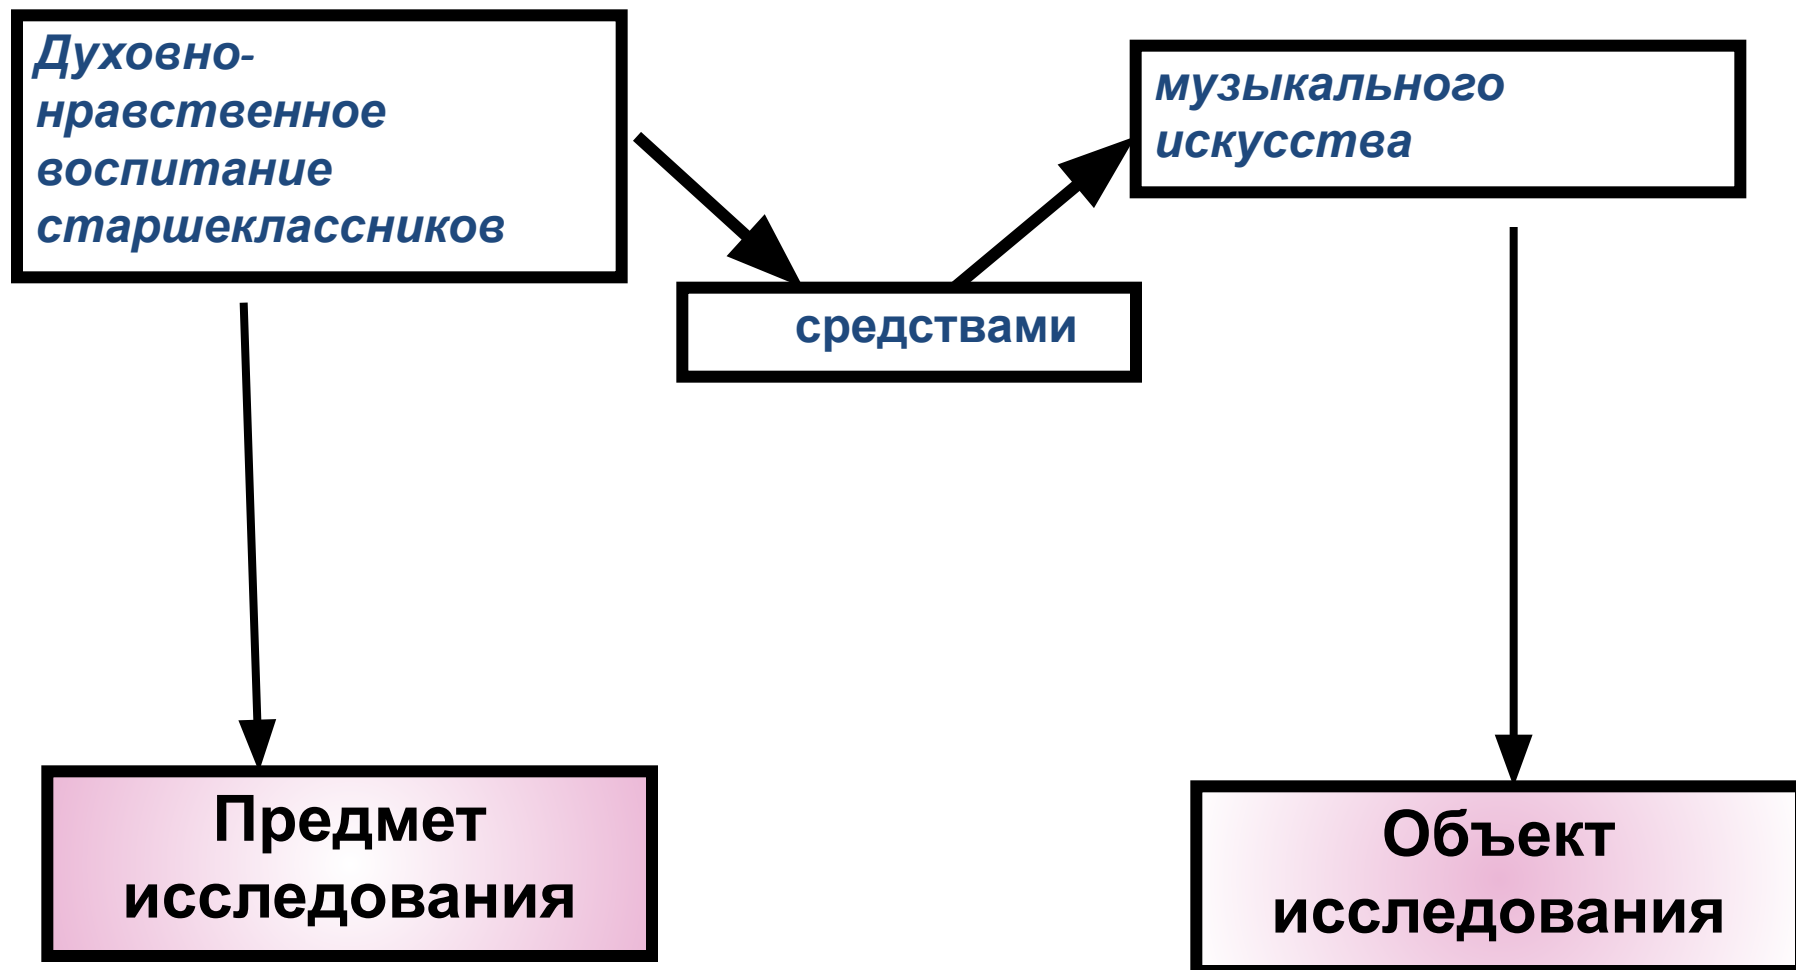 Духовно-
нравственное
воспитание
старшеклассников
музыкального
искусства
средствами
Предмет
исследования
Объект
исследования